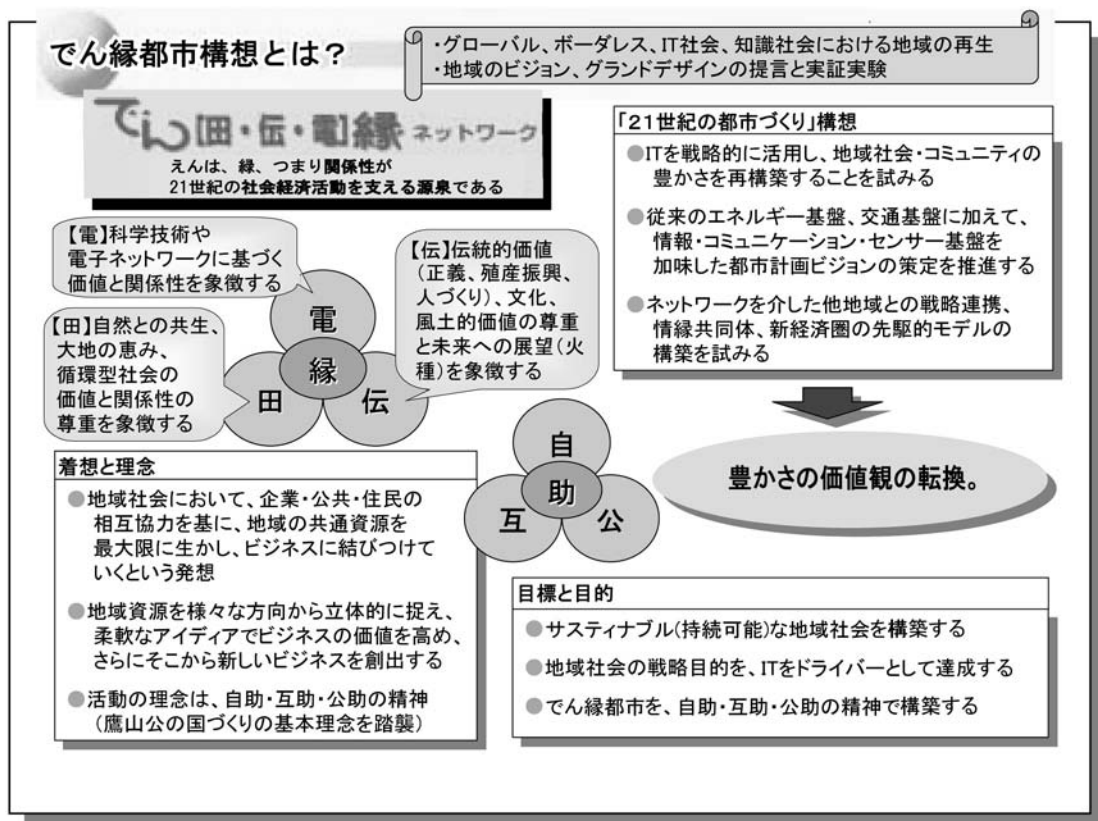 でん縁都市構想とは？
・グローバル、ボーダレス、IT社会、知識社会における地域の再生
・地域のビジョン、グランドデザインの提言と実証実験
でん［田・伝・電］縁 ネットワーク
えんは、縁、つまり関係性が
21世紀の社会経済活動を支える源泉である
【電】科学技術や
電子ネットワークに基づく
価値と関係性を象徴する
【田】自然との共生、
大地の恵み、
循環型社会の
価値と関係性の
尊重を象徴する
【伝】伝統的価値
（正義、殖産振興、
人づくり）、文化、
風土的価値の尊重
と未来への展望（火
種）を象徴する
電
縁
田
伝
「２１世紀の都市づくり」構想
●ITを戦略的に活用し、地域社会・コミュニティの
豊かさを再構築することを試みる
●従来のエネルギー基盤、交通基盤に加えて、
情報・コミュニケーション・センサー基盤を
加味した都市計画ビジョンの策定を推進する
●ネットワークを介した他地域との戦略連携、
情縁共同体、新経済圏の先駆的モデルの
構築を試みる
豊かさの価値観の転換。
自
助
互
公
着想と理念
●地域社会において、企業・公共・住民の
相互協力を基に、地域の共通資源を
最大限に生かし、ビジネスに結びつけて
いくという発想
●地域資源を様々な方向から立体的に捉え、
柔軟なアイディアでビジネスの価値を高め、
さらにそこから新しいビジネスを創出する
●活動の理念は、自助・互助・公助の精神
（鷹山公の国づくりの基本理念を踏襲）
目標と目的
●サスティナブル（持続可能）な地域社会を構築する
●地域社会の戦略目的を、ITをドライバーとして達成する
●でん縁都市を、自助・互助・公助の精神で構築する